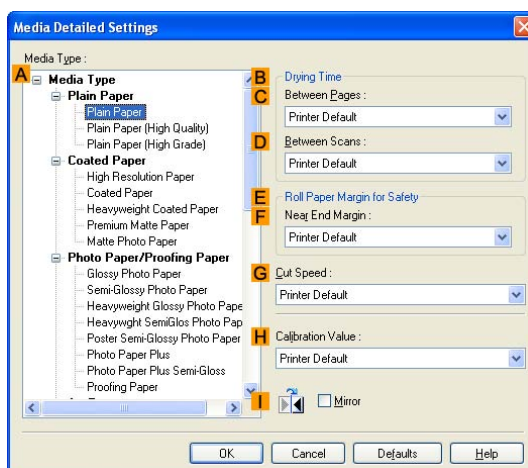 Media Detailed Settings
Media Type :
A
Media Type
Plain Paper
Plain Paper
Plain Paper (High Quality)
Plain Paper (High Grade)
Coated Paper
High Resolution Paper
Coated Paper
Heavyweight Coated Paper
Premium Matte Paper
Matte Photo Paper
Photo Paper/Proofing Paper
Glossy Photo Paper
Semi-Glossy Photo Paper
Heavyweight Glossy Photo Pape
Heavywght SemiGlos Photo Pap
Poster Semi-Glossy Photo Paper
Photo Paper Plus
Photo Paper Plus Semi-Gloss
Proofing Paper
B Drying Time
C Between Pages :
Printer Default
D Between Scans :
Printer Default
E Roll Paper Margin for Safety
F Near End Margin :
Printer Default
G Cut Speed :
Printer Default
H Calibration Value :
Printer Default
I Mirror
OK Cancel Defaults Help